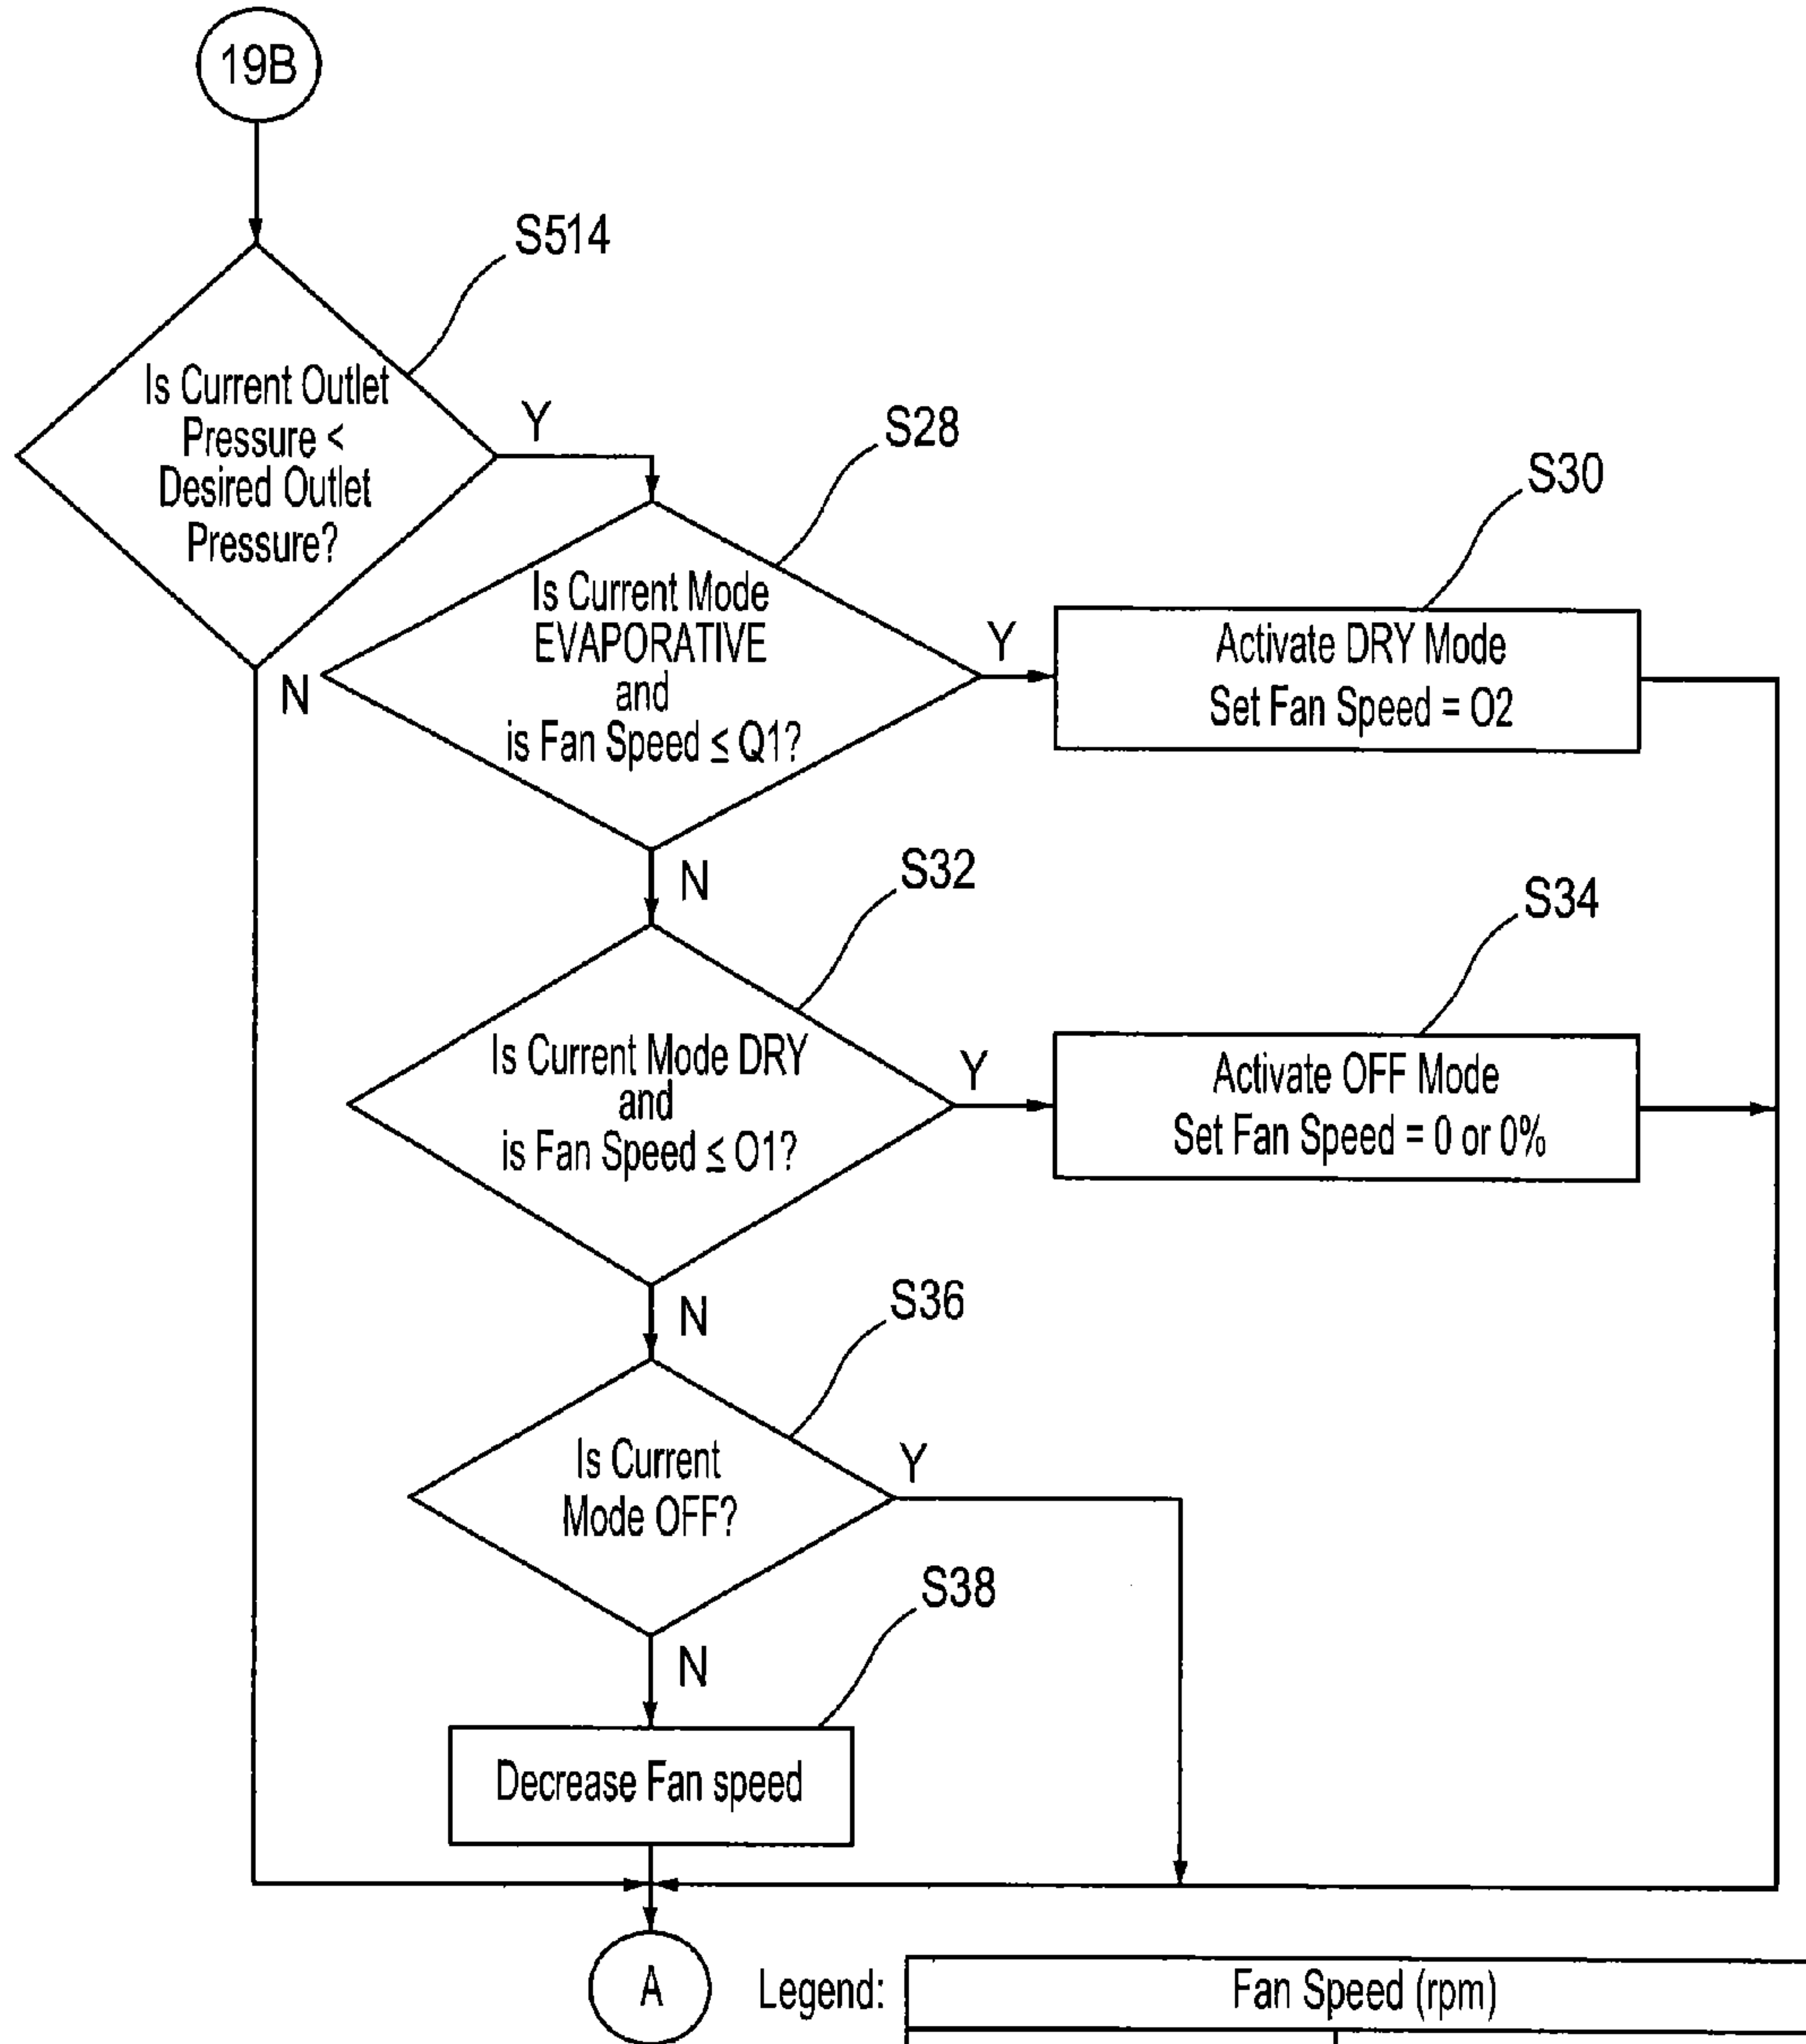 19B
S514
Is Current Outlet
Pressure <
Desired Outlet
Pressure?
Y
N
S28
Is Current Mode
EVAPORATIVE
and
is Fan Speed ≤ Q1?
Y
S30
Activate DRY Mode
Set Fan Speed = O2
N
S32
Is Current Mode DRY
and
is Fan Speed ≤ O1?
Y
S34
Activate OFF Mode
Set Fan Speed = 0 or 0%
N
S36
Is Current
Mode OFF?
Y
N
S38
Decrease Fan speed
A
Legend:
Fan Speed (rpm)